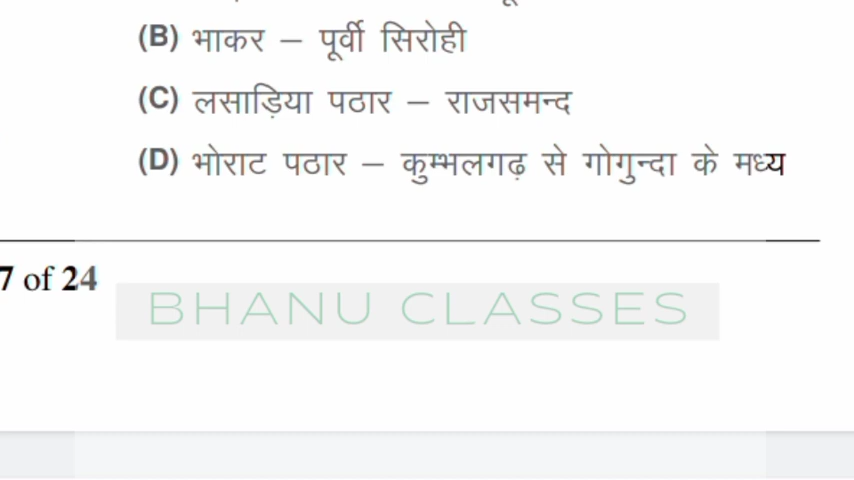 (B) भाकर – पूर्वी सिरोही
(C) लसाड़िया पठार – राजसमन्द
(D) भोराट पठार – कुम्भलगढ़ से गोगुन्दा के मध्य
7 of 24
BHANU CLASSES